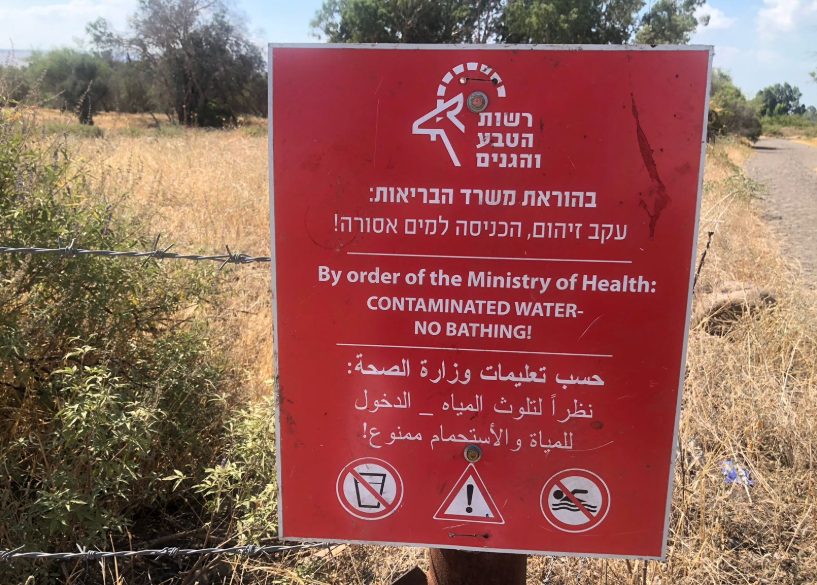 רשות
הטבע
והגנים
בהוראת משרד הבריאות:
עקב זיהום, הכניסה למים אסורה!
By order of the Ministry of Health:
CONTAMINATED WATER-
NO BATHING!
حسب تعليمات وزارة الصحة:
نظراً لتلوث المياه _ الدخول
للمياة والأستحمام ممنوع!